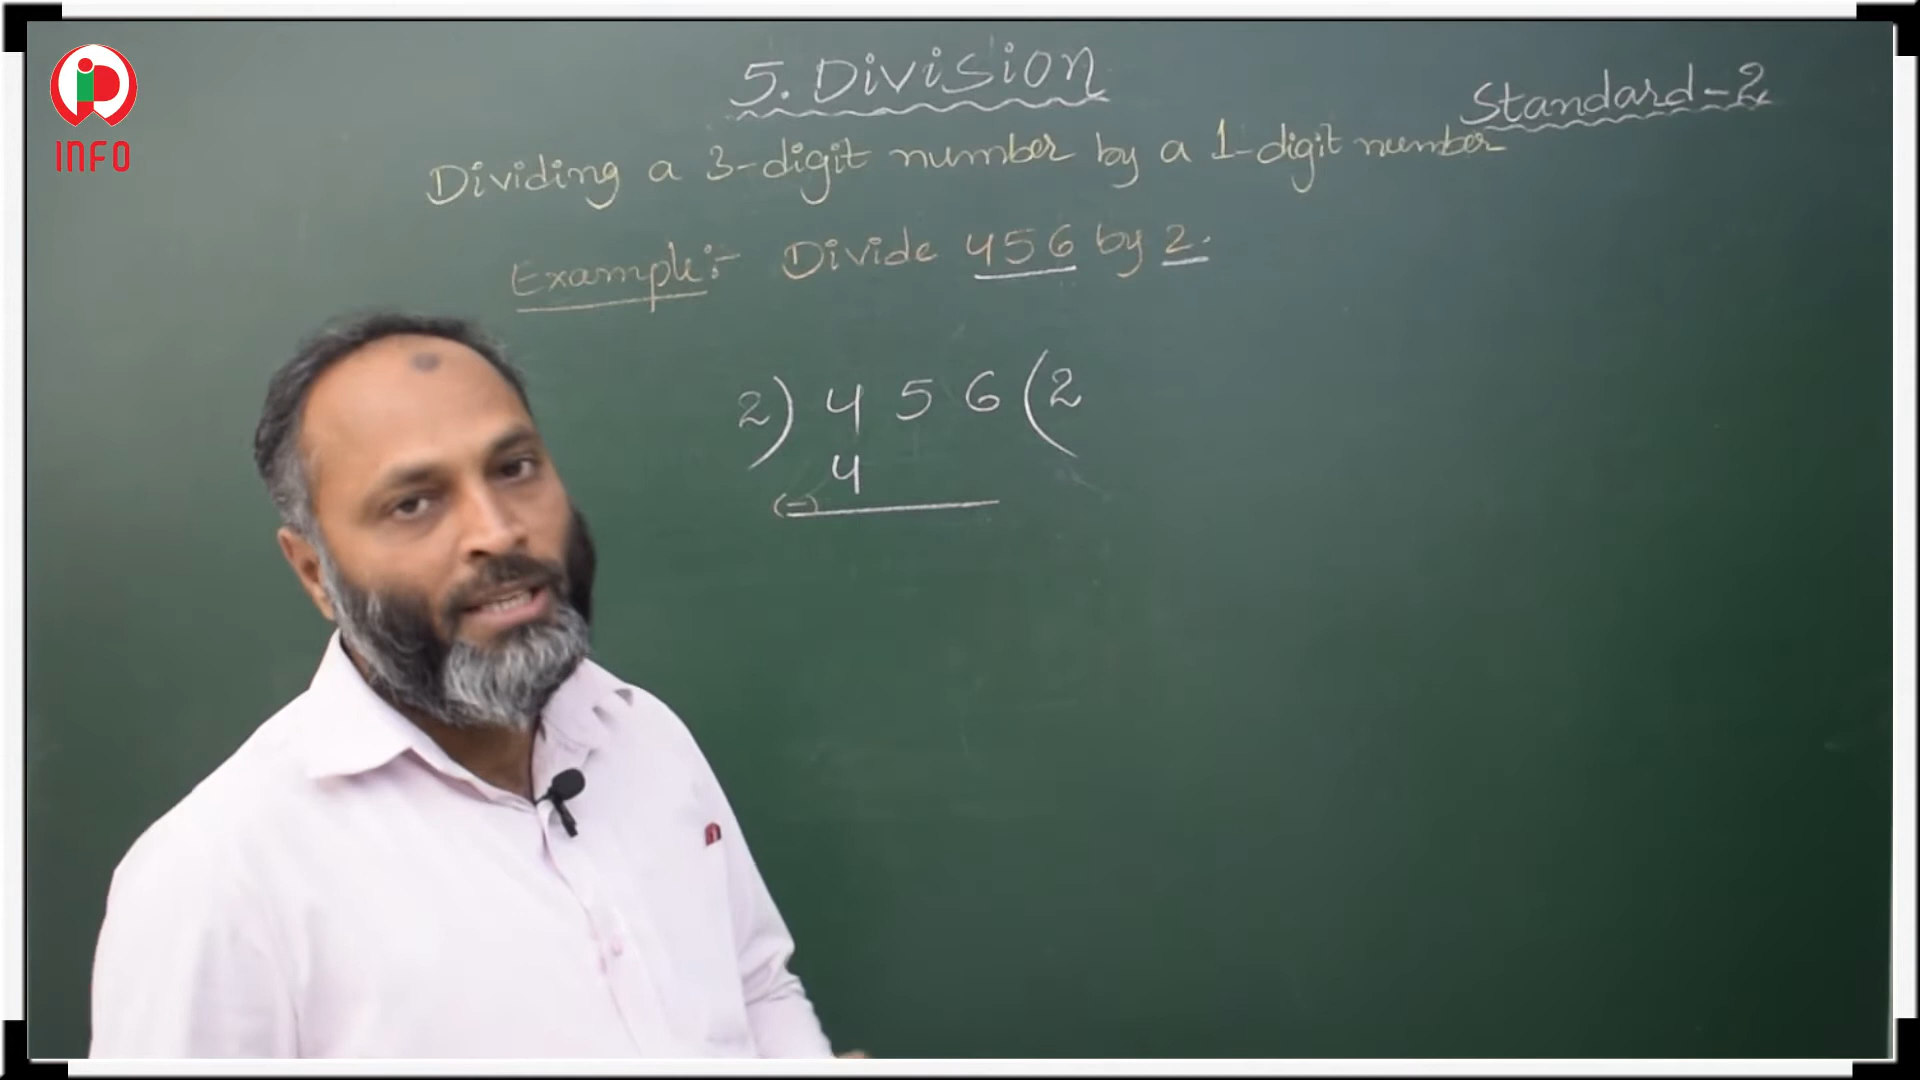 INFO
5. Division
Standard-2
Dividing a 3-digit number by a 1-digit number
Example:- Divide 456 by 2.
2) 4 5 6 (2
4
(-)